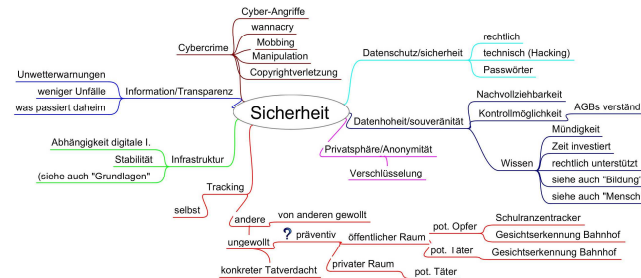 Cyber-Angriffe
wannacry
Mobbing
Manipulation
Copyrightverletzung
Cybercrime
Unwetterwarnungen
weniger Unfälle
was passiert daheim
Information/Transparenz
Abhängigkeit digitale I.
Stabilität
(siehe auch "Grundlagen"
Infrastruktur
Sicherheit
Datenschutz/sicherheit
rechtlich
technisch (Hacking)
Passwörter
Datenhoheit/souveränität
Nachvollziehbarkeit
Kontrollmöglichkeit
AGBs verständ
Wissen
Mündigkeit
Zeit investiert
rechtlich unterstützt
siehe auch "Bildung"
siehe auch "Mensch
Privatsphäre/Anonymität
Verschlüsselung
Tracking
selbst
andere
von anderen gewollt
ungewollt
? präventiv
öffentlicher Raum
pot. Opfer
Schulranzentracker
Gesichtserkennung Bahnhof
pot. Täter
Gesichtserkennung Bahnhof
privater Raum
pot. Täter
konkreter Tatverdacht